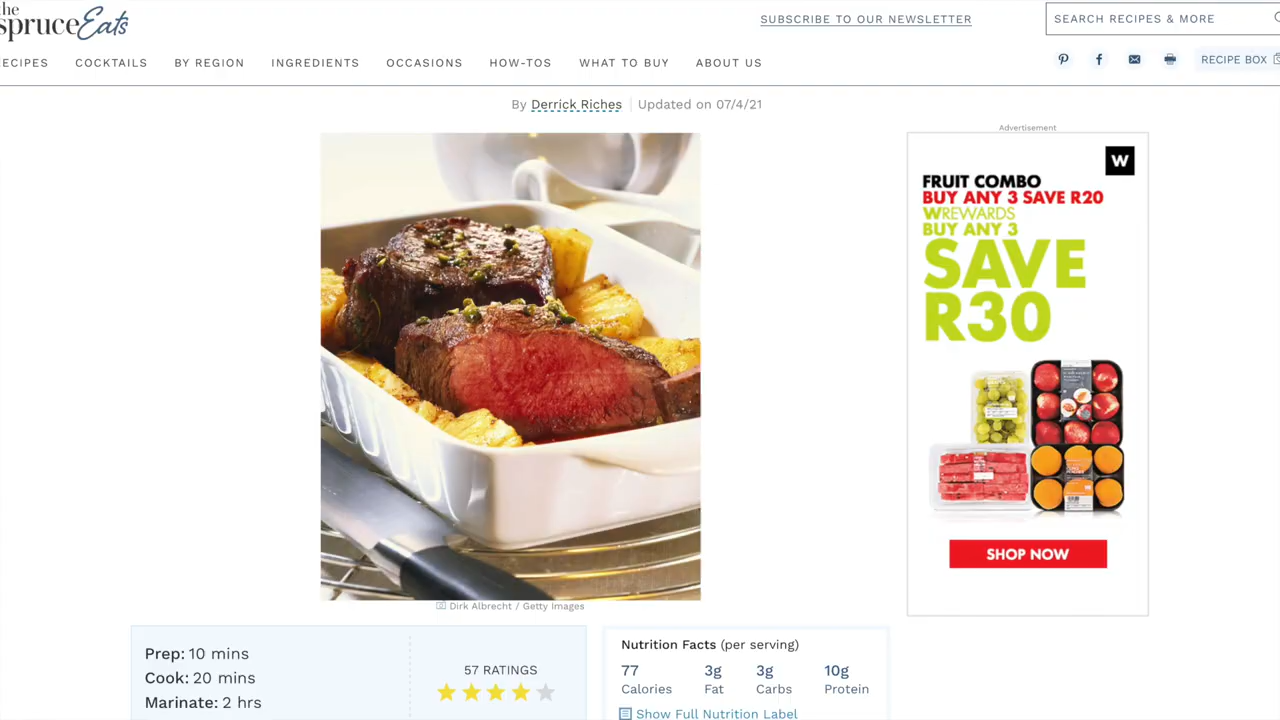 the
spruceEats
SUBSCRIBE TO OUR NEWSLETTER
SEARCH RECIPES & MORE
ECIPES
COCKTAILS
BY REGION
INGREDIENTS
OCCASIONS
HOW-TOS
WHAT TO BUY
ABOUT US
RECIPE BOX
By Derrick Riches
Updated on 07/4/21
Advertisement
W
FRUIT COMBO
BUY ANY 3 SAVE R20
WREWARDS
BUY ANY 3
SAVE
R30
SHOP NOW
Dirk Albrecht / Getty Images
Prep: 10 mins
Cook: 20 mins
Marinate: 2 hrs
57 RATINGS
Nutrition Facts (per serving)
77 3g 3g 10g
Calories Fat Carbs Protein
Show Full Nutrition Label